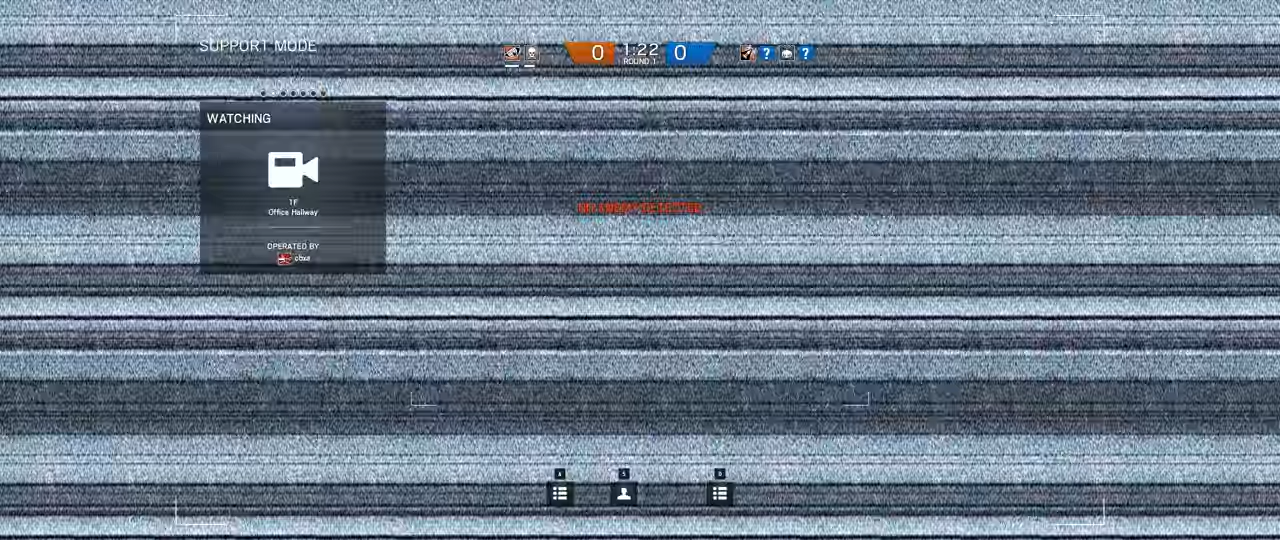 SUPPORT MODE
0 1:22 0
ROUND 1
? ?
WATCHING
1F
Office Hallway
OPERATED BY
A S D